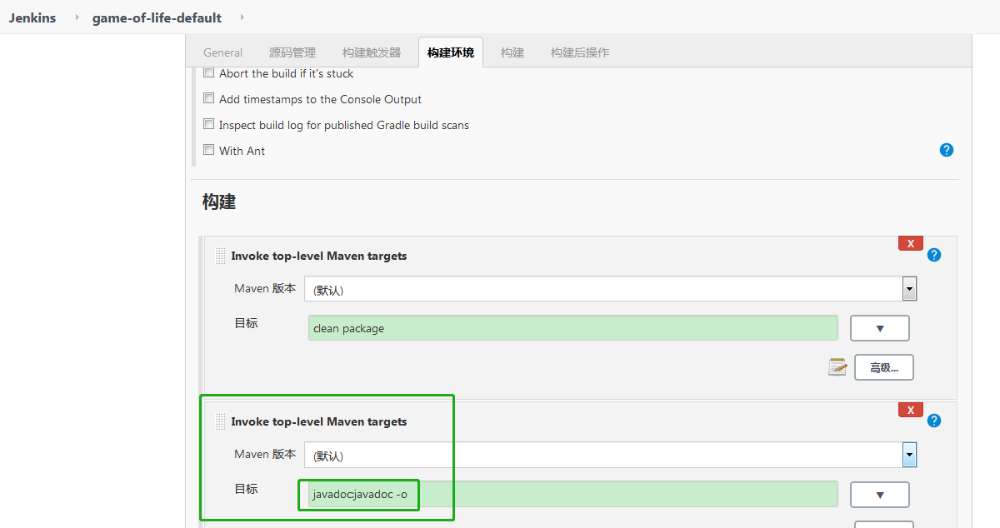 Jenkins game-of-life-default
General 源码管理 构建触发器 构建环境 构建 构建后操作
Abort the build if it's stuck
Add timestamps to the Console Output
Inspect build log for published Gradle build scans
With Ant
?
构建
X
Invoke top-level Maven targets ?
Maven 版本 (默认)
目标 clean package
高级...
X
Invoke top-level Maven targets ?
Maven 版本 (默认)
目标 javadoc:javadoc -o